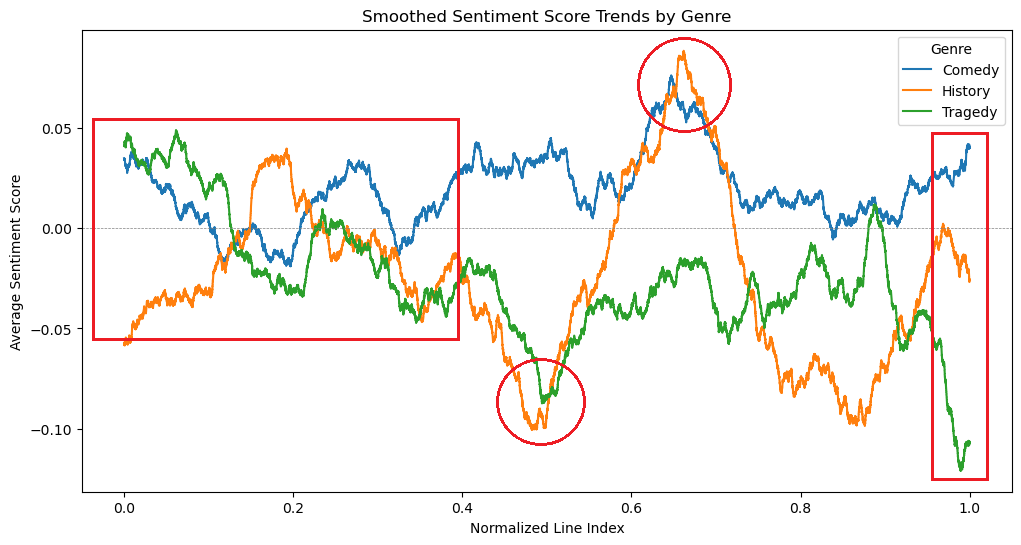 Smoothed Sentiment Score Trends by Genre
Genre
Comedy
History
Tragedy
Average Sentiment Score
0.05
0.00
−0.05
−0.10
0.0 0.2 0.4 0.6 0.8 1.0
Normalized Line Index